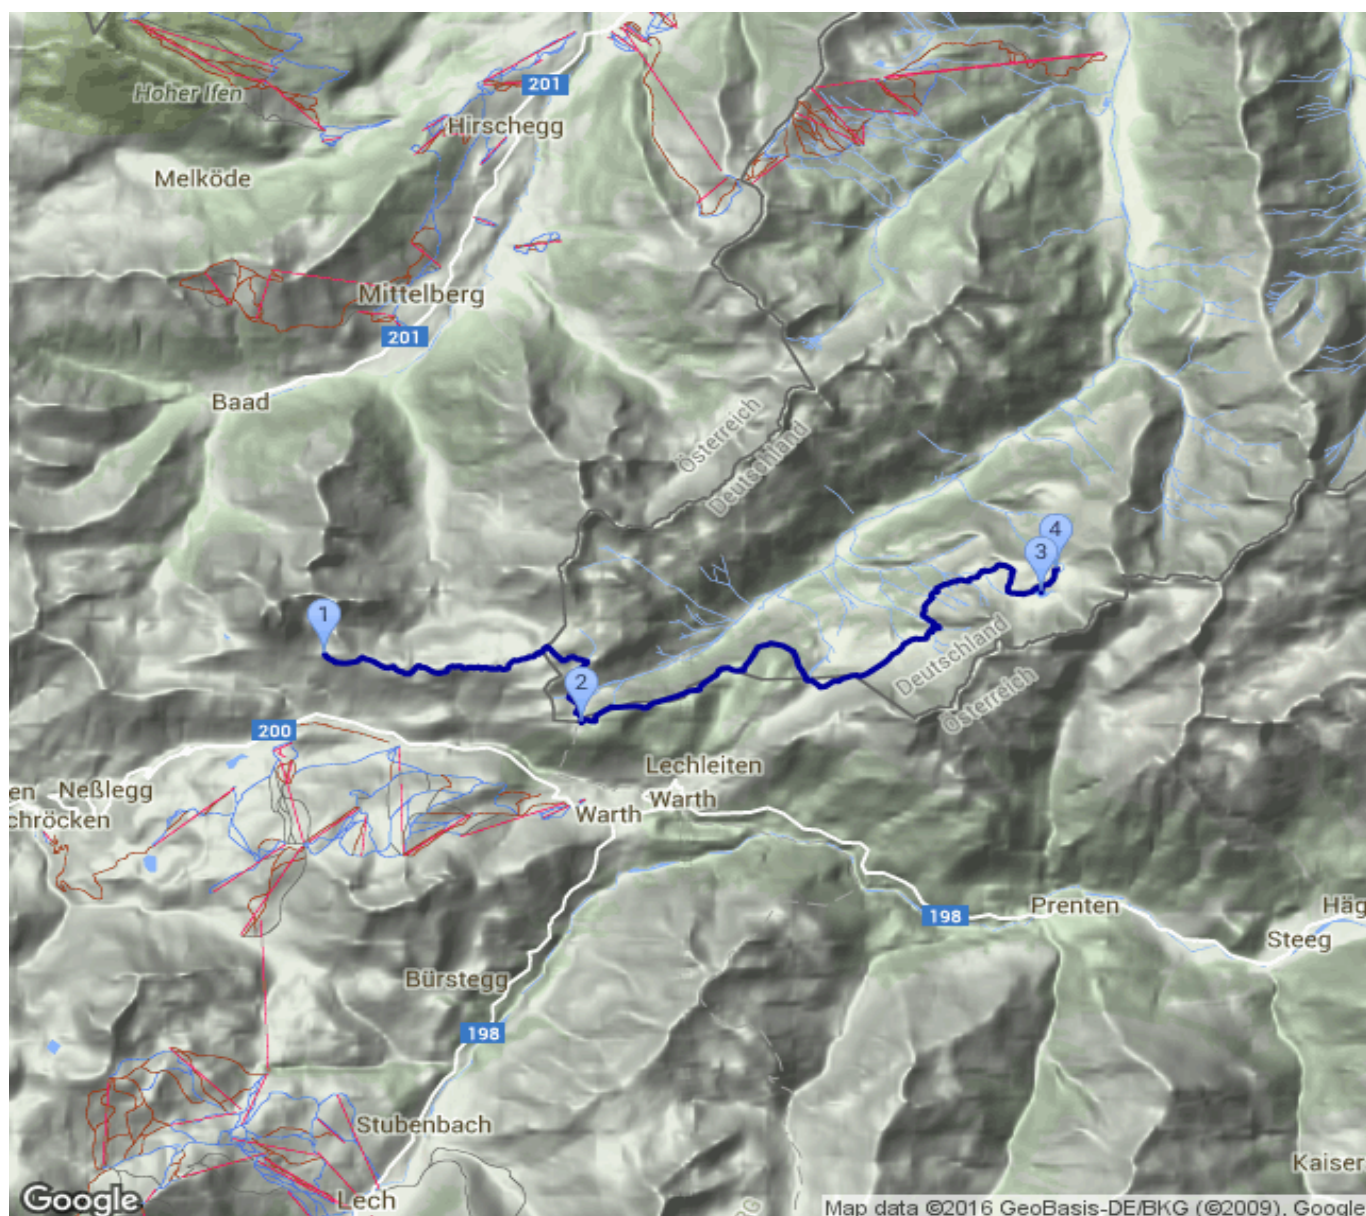 201
Hoher Ifen
Hirschegg
Melköde
Mittelberg
201
Baad
Österreich
Deutschland
4
3
1
2
Deutschland
Österreich
200
Lechleiten
en
Neßlegg
Warth
chröcken
Warth
Prenten
Häg
198
Steeg
Bürstegg
198
Stubenbach
Kaiser
Lech
Google
Map data ©2016 GeoBasis-DE/BKG (©2009), Google